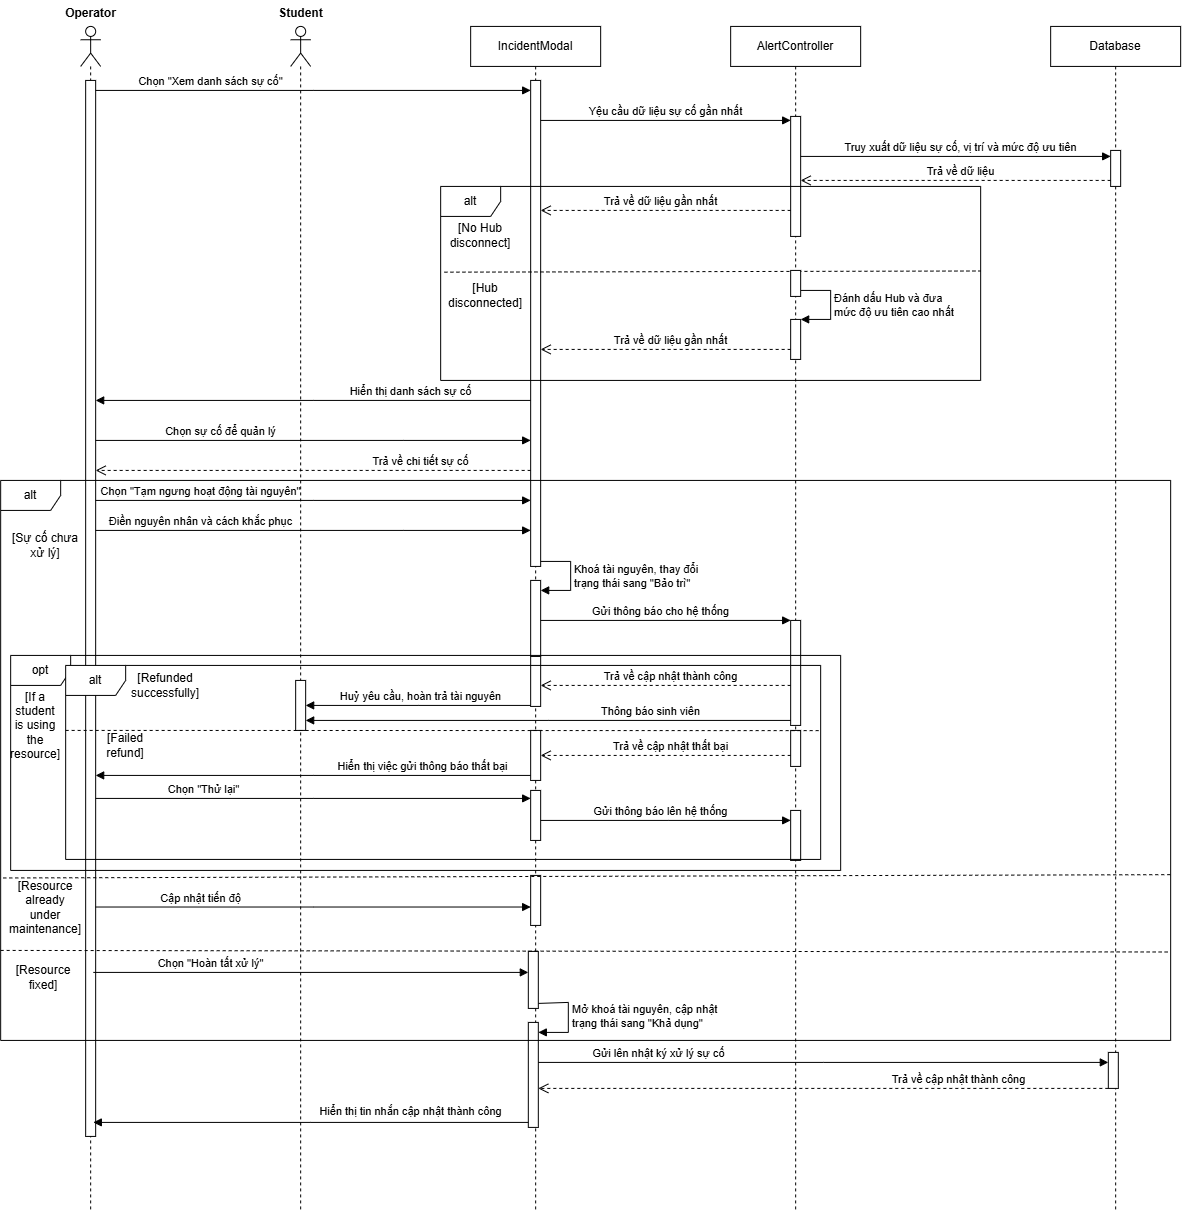 Operator
Student
IncidentModal
AlertController
Database
Chọn "Xem danh sách sự cố"
Yệu cầu dữ liệu sự cố gần nhất
Truy xuất dữ liệu sự cố, vị trí và mức độ ưu tiên
Trả về dữ liệu
alt
Trả về dữ liệu gần nhất
[No Hub
disconnect]
[Hub
disconnected]
Đánh dấu Hub và đưa
mức độ ưu tiên cao nhất
Trả về dữ liệu gần nhất
Hiển thị danh sách sự cố
Chọn sự cố để quản lý
Trả về chi tiết sự cố
alt
Chọn "Tạm ngưng hoạt động tài nguyên"
Điền nguyên nhân và cách khắc phục
[Sự cố chưa
xử lý]
Khoá tài nguyên, thay đổi
trạng thái sang "Bảo trì"
Gửi thông báo cho hệ thống
opt
alt
[Refunded
successfully]
Trả về cập nhật thành công
[If a
student
is using
the
resource]
Huỷ yêu cầu, hoàn trả tài nguyên
Thông báo sinh viên
[Failed
refund]
Trả về cập nhật thất bại
Hiển thị việc gửi thông báo thất bại
Chọn "Thử lại"
Gửi thông báo lên hệ thống
[Resource
already
under
maintenance]
Cập nhật tiến độ
Chọn "Hoàn tất xử lý"
[Resource
fixed]
Mở khoá tài nguyên, cập nhật
trạng thái sang "Khả dụng"
Gửi lên nhật ký xử lý sự cố
Trả về cập nhật thành công
Hiển thị tin nhắn cập nhật thành công